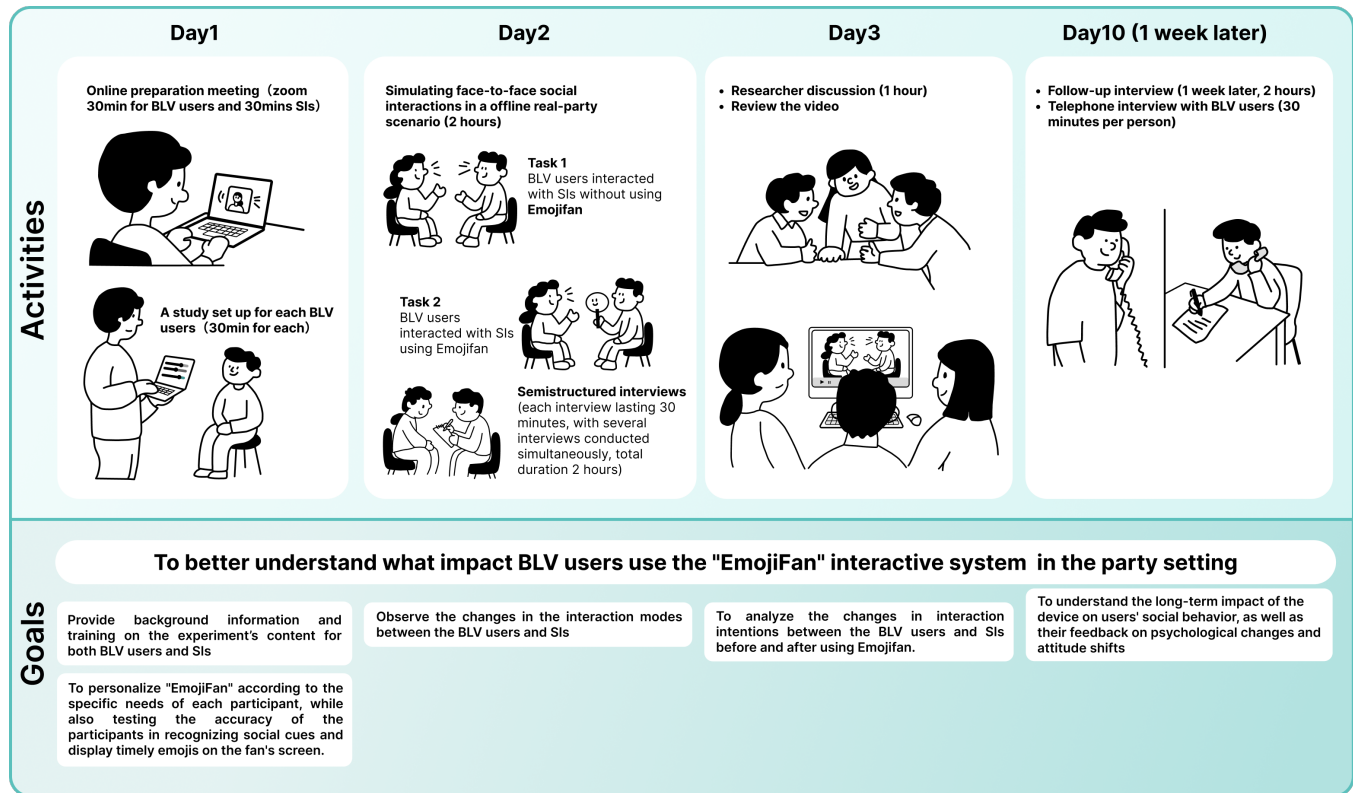 Day1
Day2
Day3
Day10 (1 week later)
Activities
Online preparation meeting（zoom
30min for BLV users and 30mins SIs）
A study set up for each BLV
users（30min for each）
Simulating face-to-face social
interactions in a offline real-party
scenario (2 hours)
Task 1
BLV users interacted
with SIs without using
Emojifan
Task 2
BLV users
interacted with SIs
using Emojifan
Semistructured interviews
(each interview lasting 30
minutes, with several
interviews conducted
simultaneously, total
duration 2 hours)
• Researcher discussion (1 hour)
• Review the video
• Follow-up interview (1 week later, 2 hours)
• Telephone interview with BLV users (30
minutes per person)
Goals
To better understand what impact BLV users use the "EmojiFan" interactive system in the party setting
Provide background information and
training on the experiment's content for
both BLV users and SIs
To personalize "EmojiFan" according to the
specific needs of each participant, while
also testing the accuracy of the
participants in recognizing social cues and
display timely emojis on the fan's screen.
Observe the changes in the interaction modes
between the BLV users and SIs
To analyze the changes in interaction
intentions between the BLV users and SIs
before and after using Emojifan.
To understand the long-term impact of the
device on users' social behavior, as well as
their feedback on psychological changes and
attitude shifts